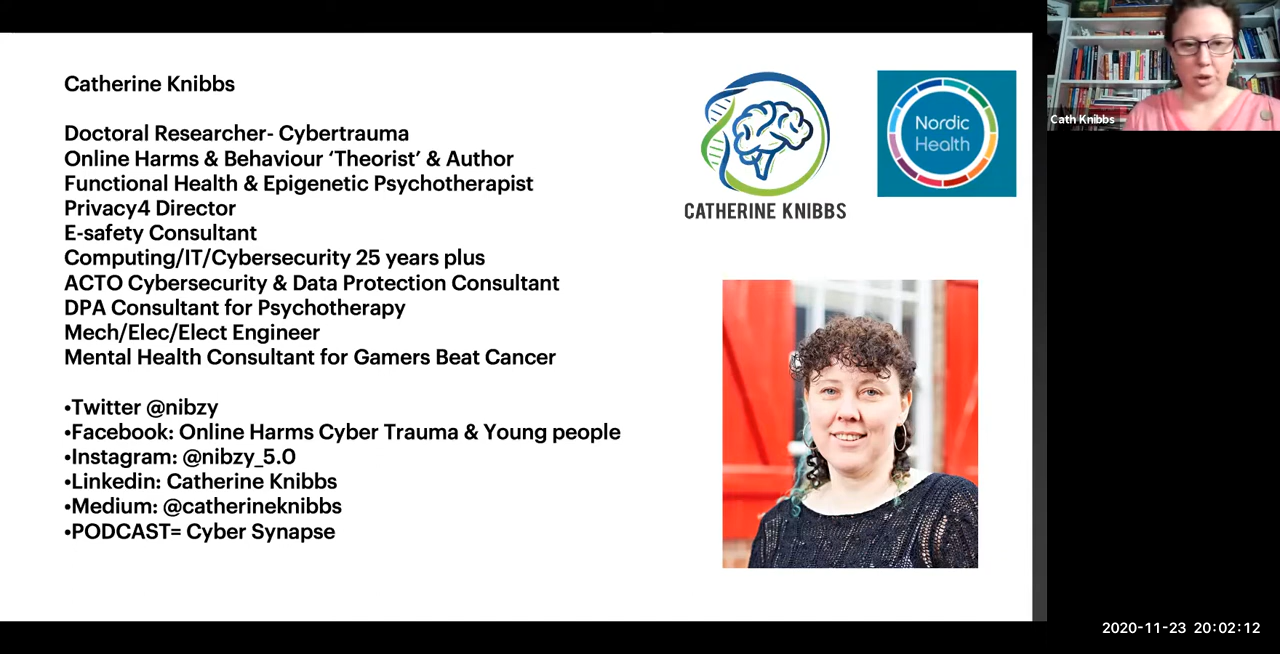 Catherine Knibbs
Doctoral Researcher- Cybertrauma
Online Harms & Behaviour ‘Theorist’ & Author
Functional Health & Epigenetic Psychotherapist
Privacy4 Director
E-safety Consultant
Computing/IT/Cybersecurity 25 years plus
ACTO Cybersecurity & Data Protection Consultant
DPA Consultant for Psychotherapy
Mech/Elec/Elect Engineer
Mental Health Consultant for Gamers Beat Cancer
•Twitter @nibzy
•Facebook: Online Harms Cyber Trauma & Young people
•Instagram: @nibzy_5.0
•Linkedin: Catherine Knibbs
•Medium: @catherineknibbs
•PODCAST= Cyber Synapse
CATHERINE KNIBBS
Nordic
Health
Cath Knibbs
2020-11-23 20:02:12